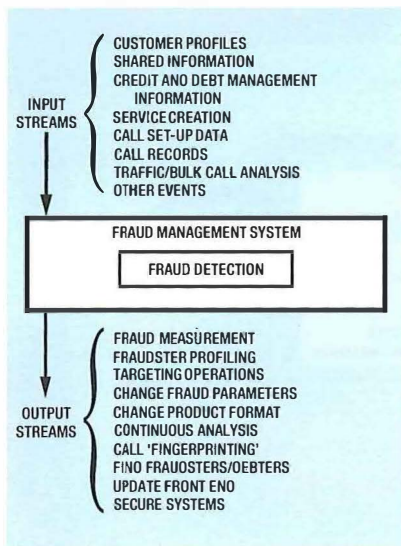 CUSTOMER PROFILES
SHARED INFORMATION
CREDIT AND DEBT MANAGEMENT
INFORMATION
SERVICE CREATION
CALL SET-UP DATA
CALL RECORDS
TRAFFIC/BULK CALL ANALYSIS
OTHER EVENTS
INPUT
STREAMS
FRAUD MANAGEMENT SYSTEM
FRAUD DETECTION
FRAUD MEASUREMENT
FRAUDSTER PROFILING
TARGETING OPERATIONS
CHANGE FRAUD PARAMETERS
CHANGE PRODUCT FORMAT
CONTINUOUS ANALYSIS
CALL 'FINGERPRINTING'
FINO FRAUOSTERS/OEBTERS
UPDATE FRONT ENO
SECURE SYSTEMS
OUTPUT
STREAMS